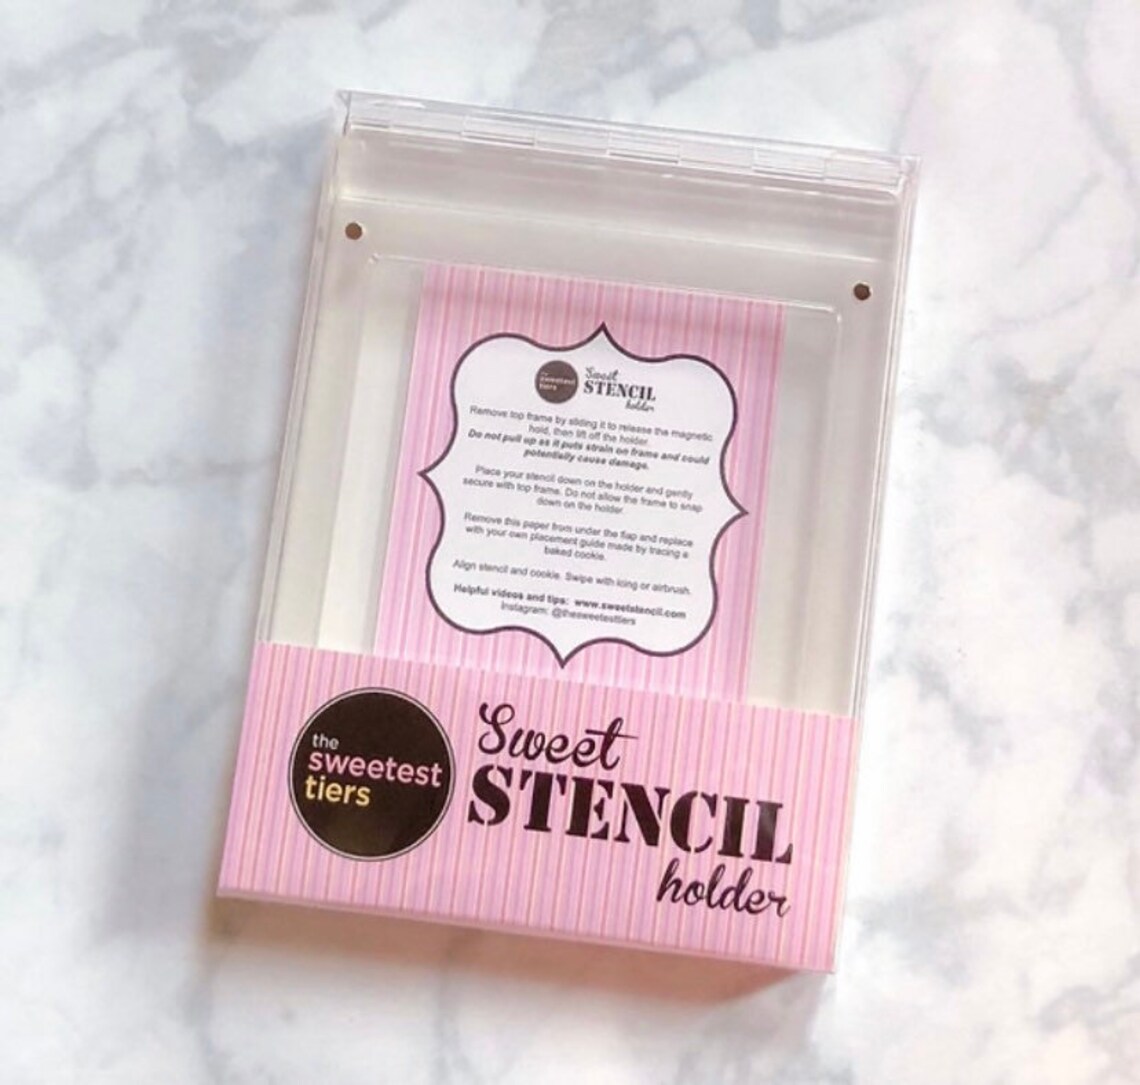 the
sweetest
tiers
Sweet
STENCIL
holder
Remove top frame by sliding it to release the magnetic
hold, then lift off the holder.
Do not pull up as it puts strain on frame and could
potentially cause damage.
Place your stencil down on the holder and gently
secure with top frame. Do not allow the frame to snap
down on the holder.
Remove this paper from under the flap and replace
with your own placement guide made by tracing a
baked cookie.
Align stencil and cookie. Swipe with icing or airbrush.
Helpful videos and tips: www.sweetstencil.com
Instagram: @thesweetesttiers
the
sweetest
tiers
Sweet
STENCIL
holder